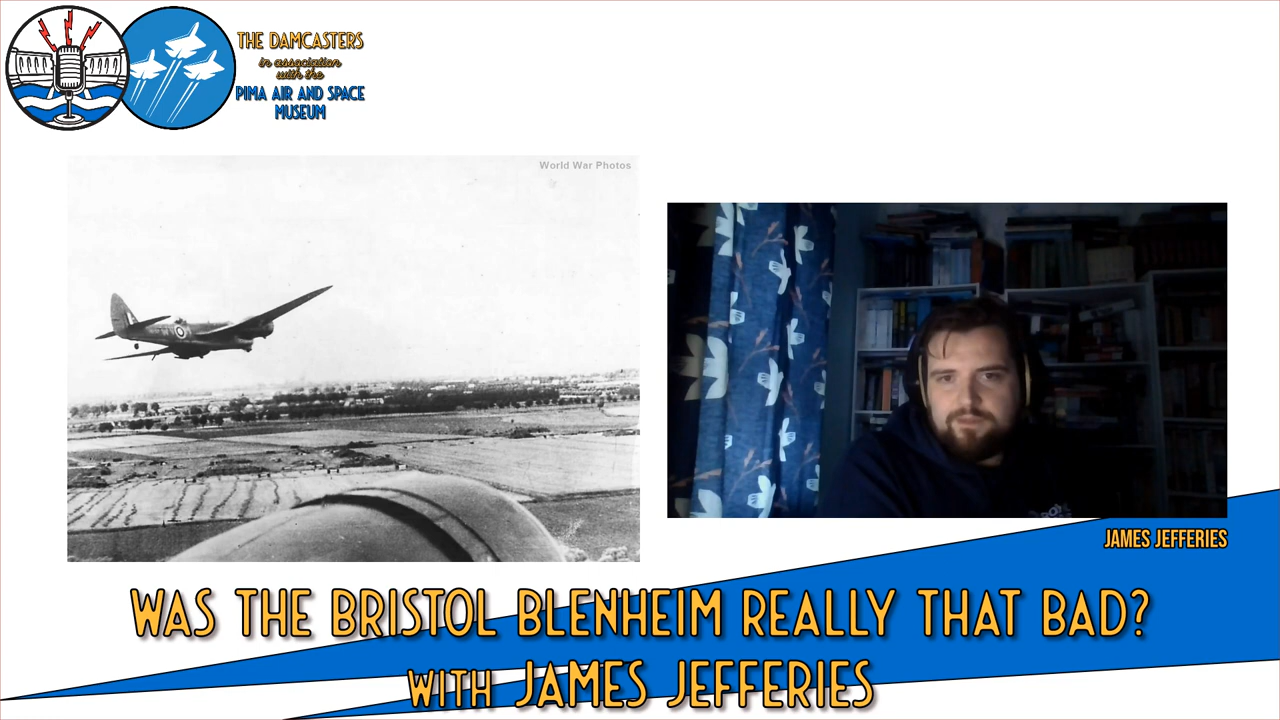 THE DAMCASTERS
in association
with the
PIMA AIR AND SPACE
MUSEUM
World War Photos
JAMES JEFFERIES
WAS THE BRISTOL BLENHEIM REALLY THAT BAD?
WITH JAMES JEFFERIES